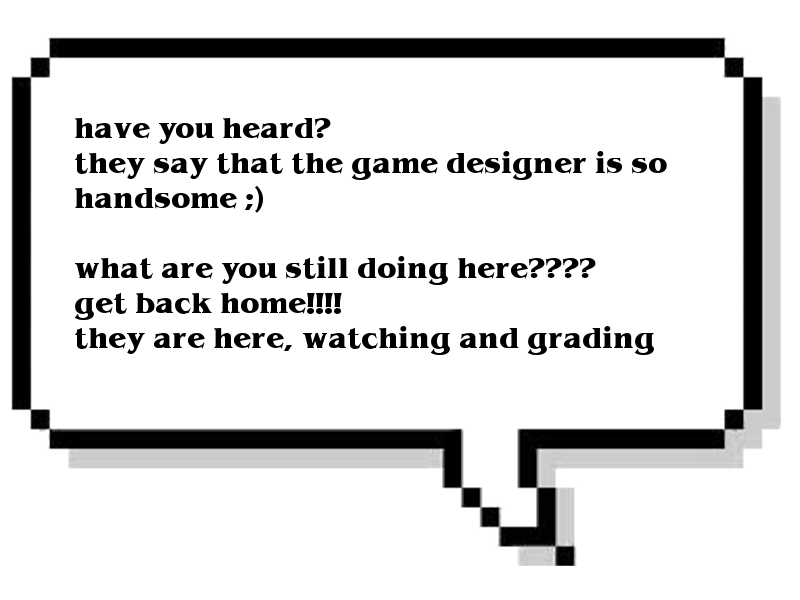 have you heard?
they say that the game designer is so
handsome ;)
what are you still doing here????
get back home!!!!
they are here, watching and grading